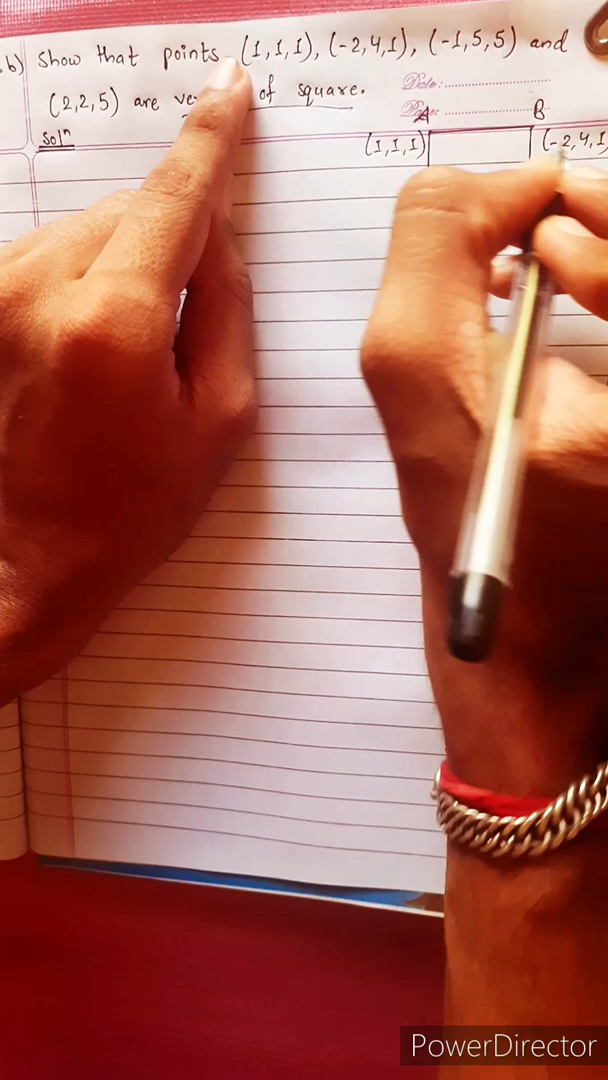 b) Show that points (1,1,1), (-2,4,1), (-1,5,5) and
(2,2,5) are of square.
Date:
Solⁿ
A B
(1,1,1) (-2,4,1)
PowerDirector